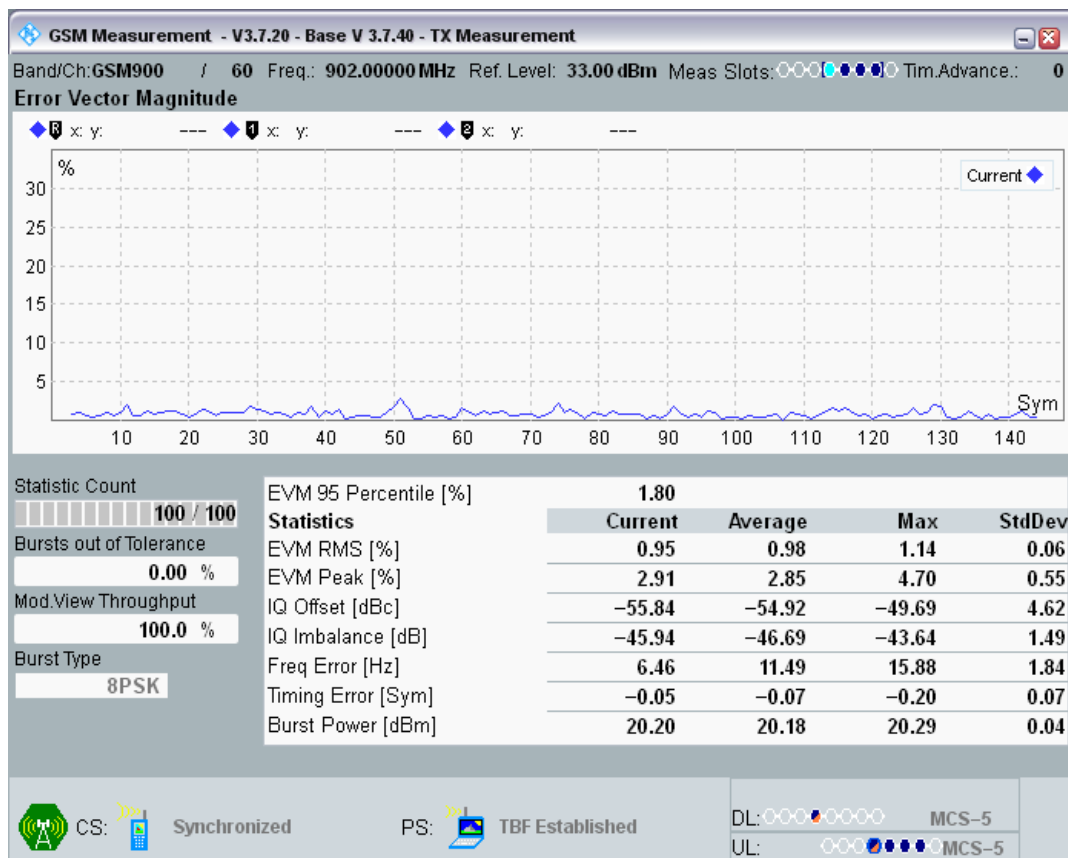 GSM Measurement - V3.7.20 - Base V 3.7.40 - TX Measurement
Band/Ch:GSM900 / 60 Freq.: 902.00000 MHz Ref. Level: 33.00 dBm Meas Slots: Tim.Advance.: 0
Error Vector Magnitude
R x: y: --- 1 x: y: --- 2 x: y: ---
%
Current
30
25
20
15
10
5
Sym
10 20 30 40 50 60 70 80 90 100 110 120 130 140
Statistic Count
100 / 100
Bursts out of Tolerance
0.00 %
Mod.View Throughput
100.0 %
Burst Type
8PSK
EVM 95 Percentile [%] 1.80
Statistics Current Average Max StdDev
EVM RMS [%] 0.95 0.98 1.14 0.06
EVM Peak [%] 2.91 2.85 4.70 0.55
IQ Offset [dBc] −55.84 −54.92 −49.69 4.62
IQ Imbalance [dB] −45.94 −46.69 −43.64 1.49
Freq Error [Hz] 6.46 11.49 15.88 1.84
Timing Error [Sym] −0.05 −0.07 −0.20 0.07
Burst Power [dBm] 20.20 20.18 20.29 0.04
CS: Synchronized PS: TBF Established
DL: MCS−5
UL: MCS−5